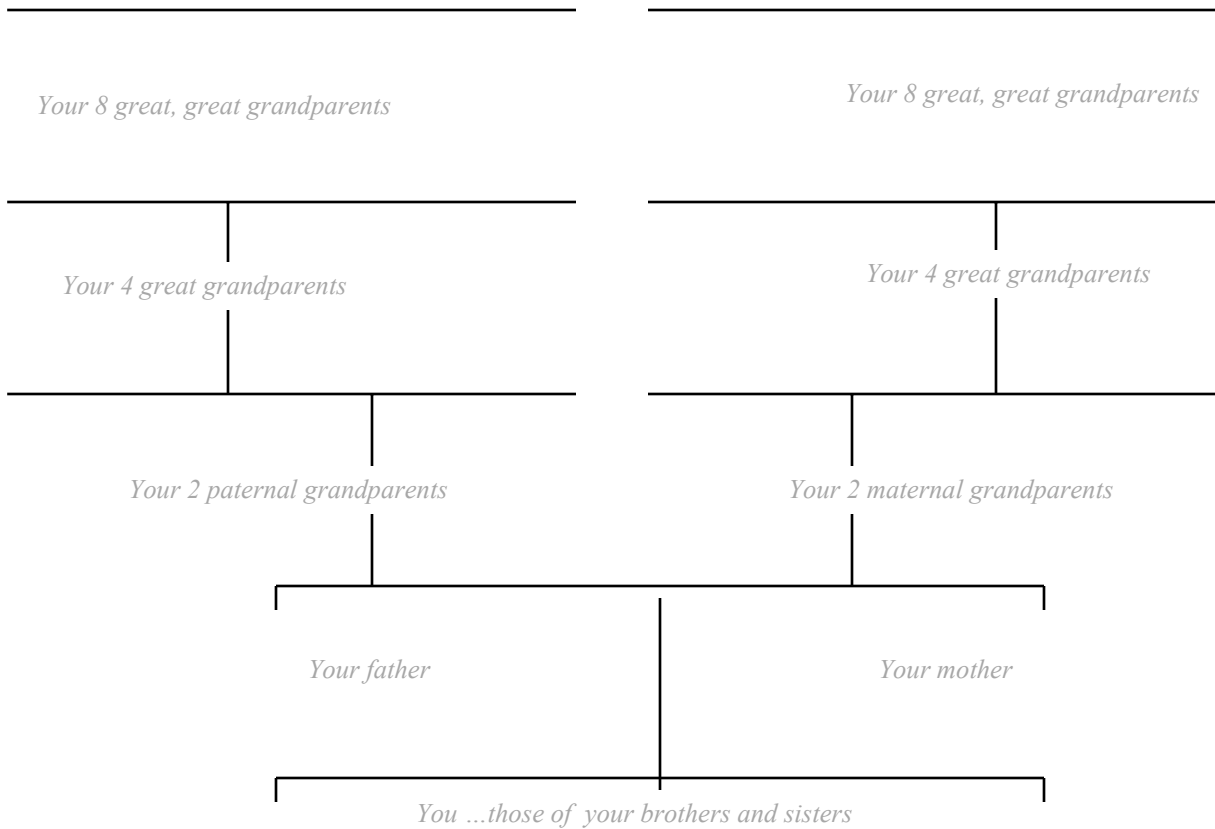 Your 8 great, great grandparents
Your 8 great, great grandparents
Your 4 great grandparents
Your 4 great grandparents
Your 2 paternal grandparents
Your 2 maternal grandparents
Your father
Your mother
You ...those of your brothers and sisters